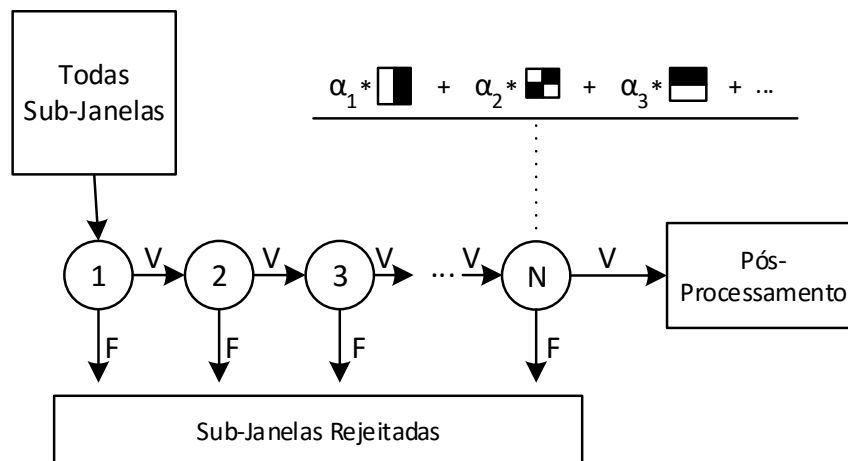 Todas
Sub-Janelas
α1* + α2* + α3* + ...
V V V V V
1 2 3 ... N
F F F F
Pós-
Processamento
Sub-Janelas Rejeitadas